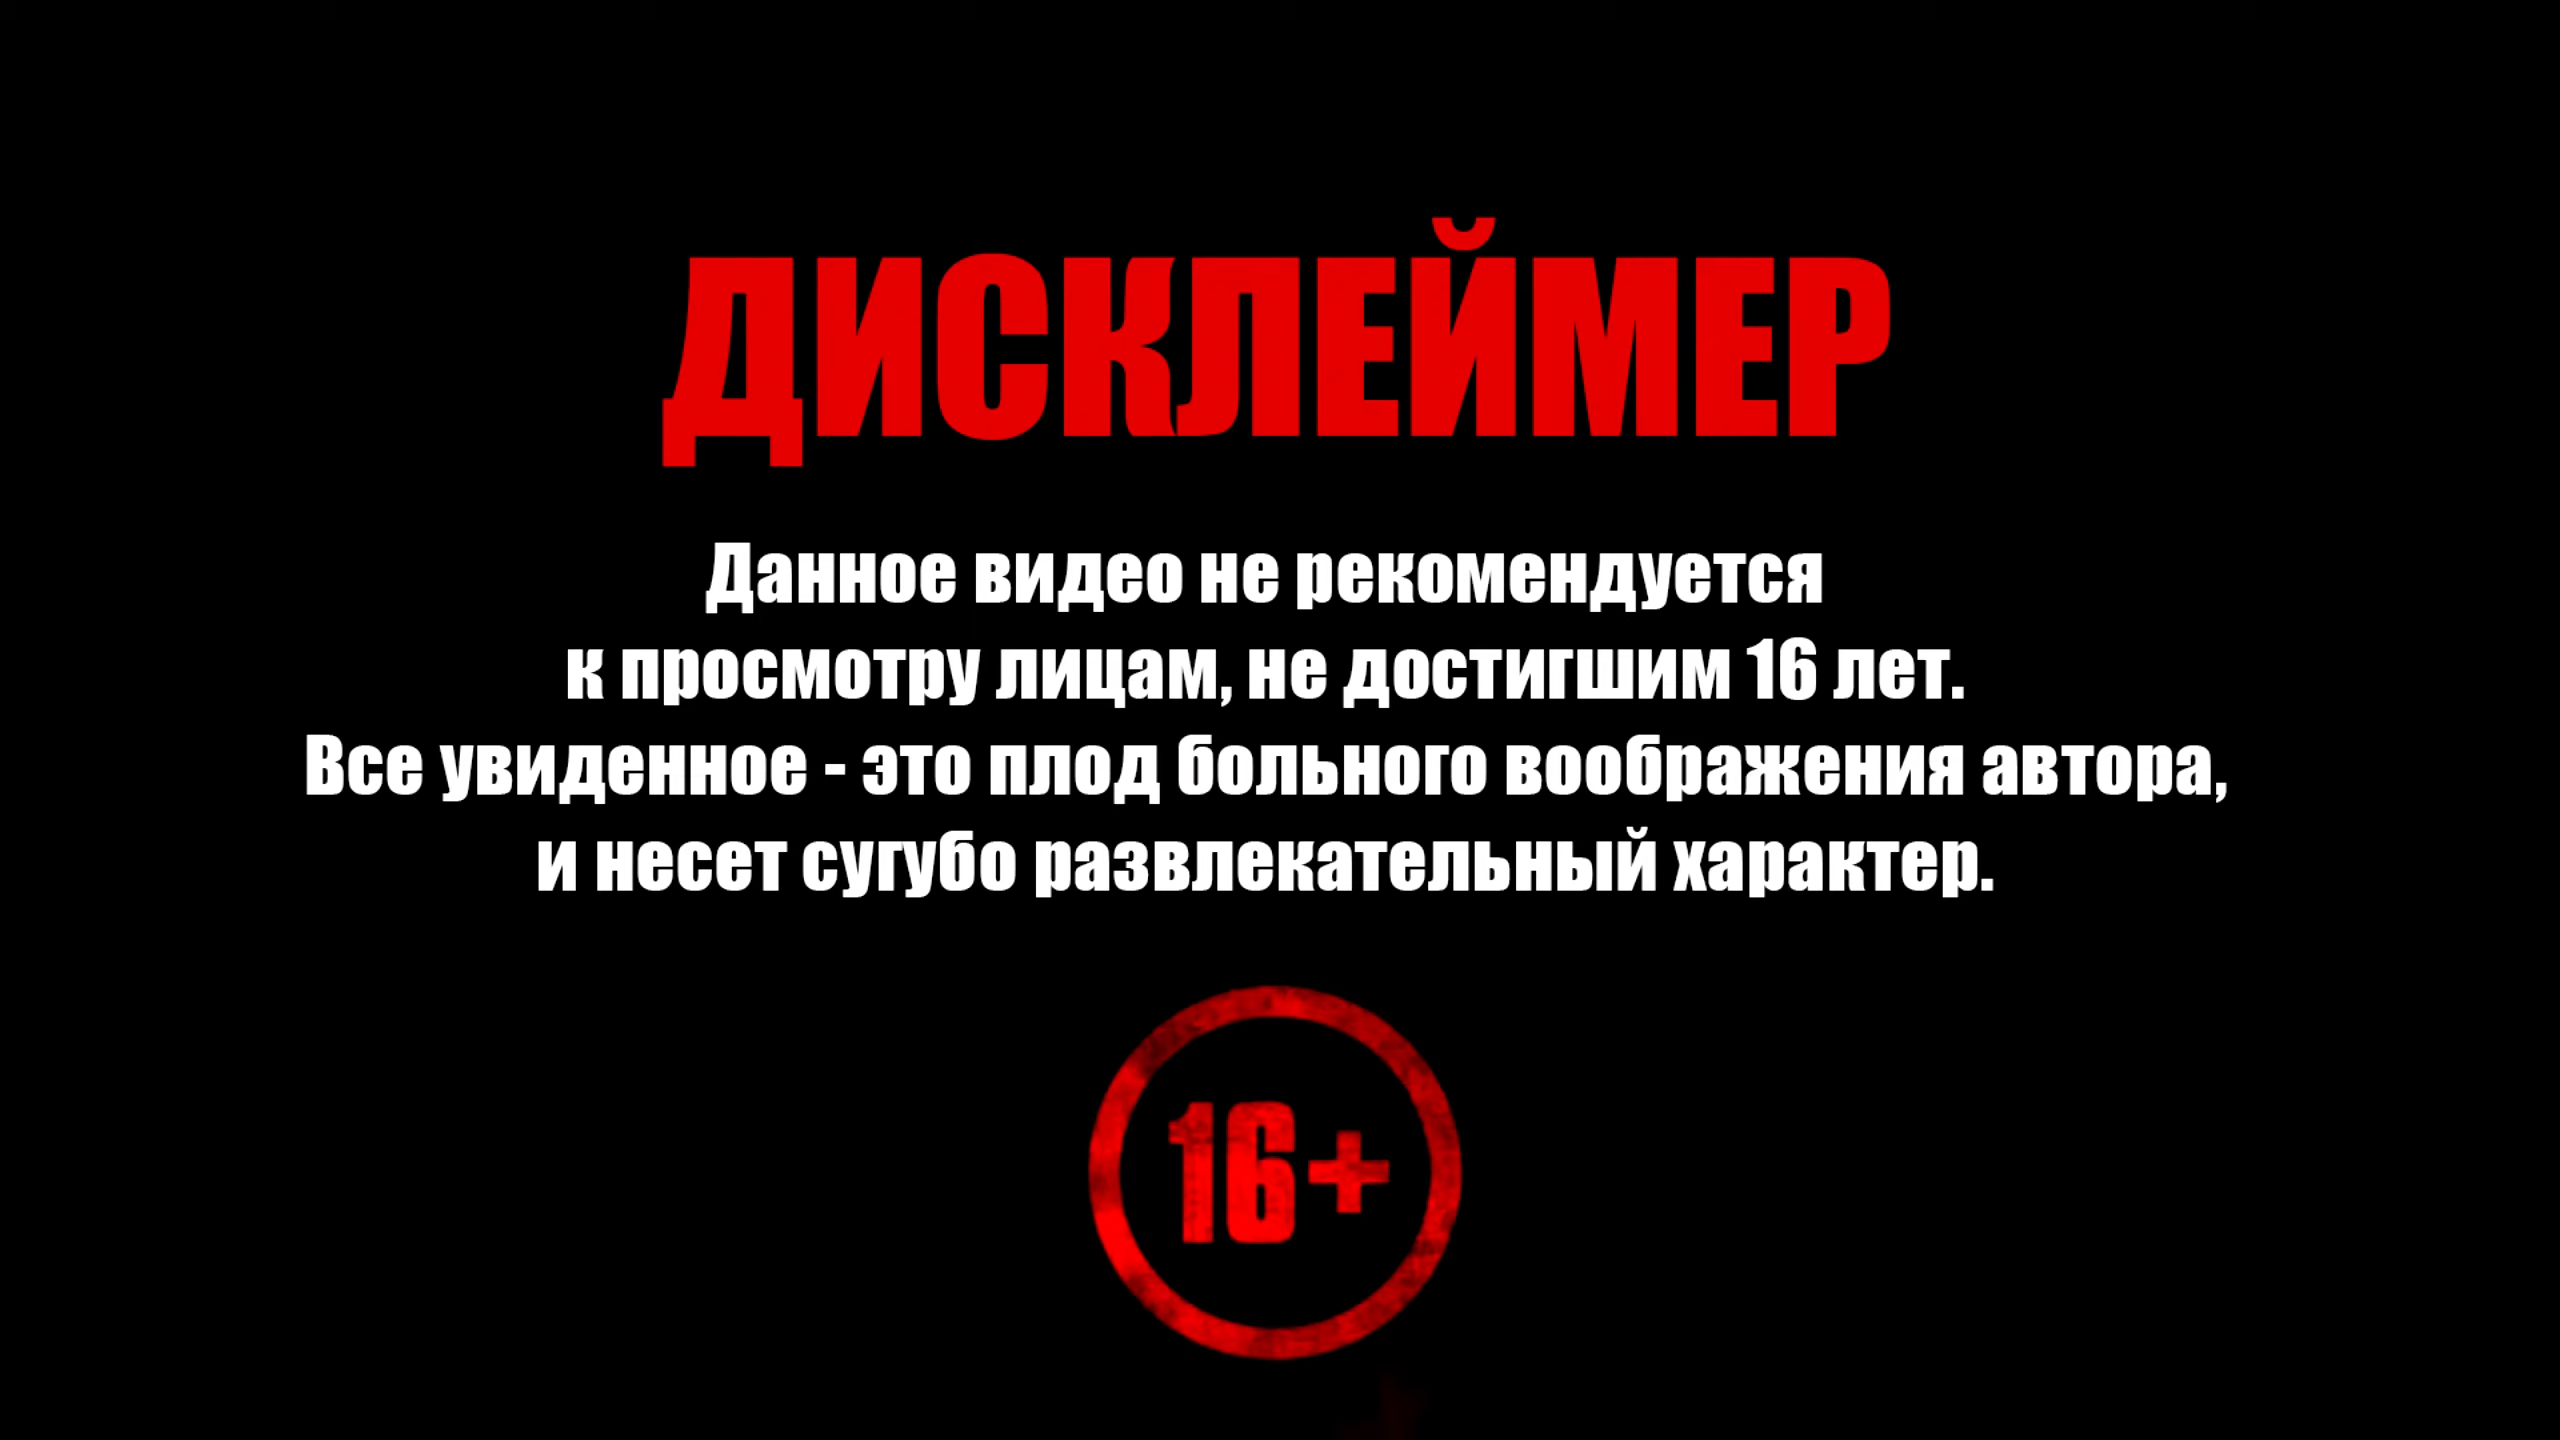 ДИСКЛЕЙМЕР
Данное видео не рекомендуется
к просмотру лицам, не достигшим 16 лет.
Все увиденное - это плод больного воображения автора,
и несет сугубо развлекательный характер.
16+